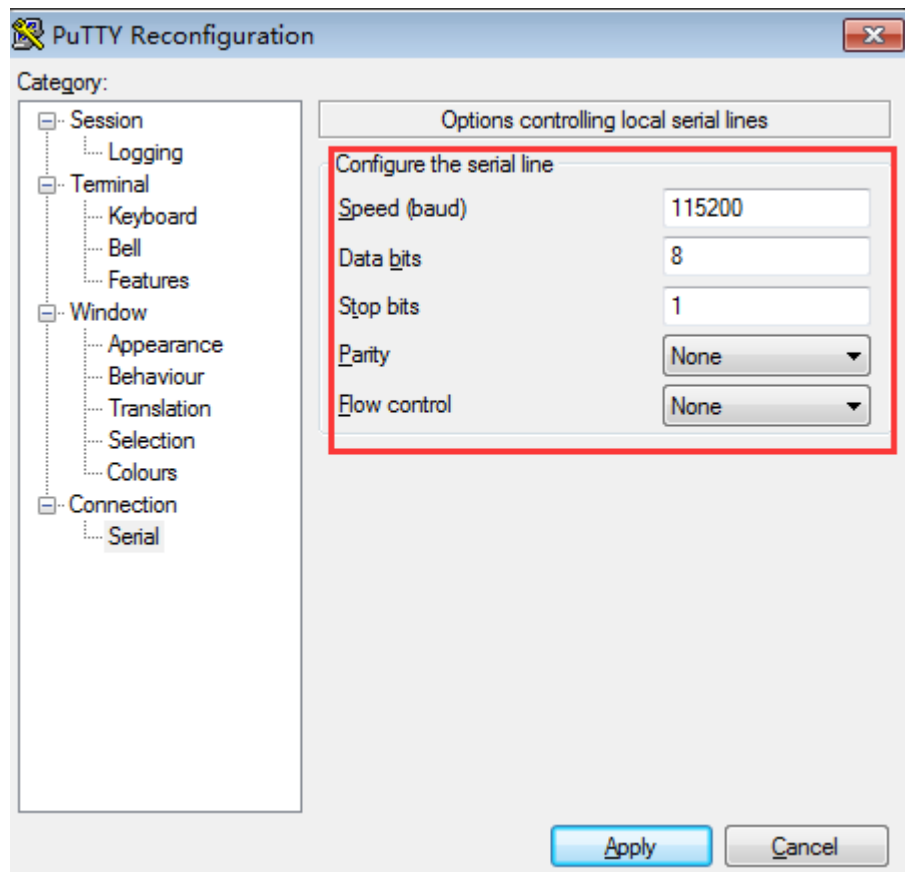 PuTTY Reconfiguration
Category:
Session
Logging
Terminal
Keyboard
Bell
Features
Window
Appearance
Behaviour
Translation
Selection
Colours
Connection
Serial
Options controlling local serial lines
Configure the serial line
Speed (baud) 115200
Data bits 8
Stop bits 1
Parity None
Flow control None
Apply Cancel